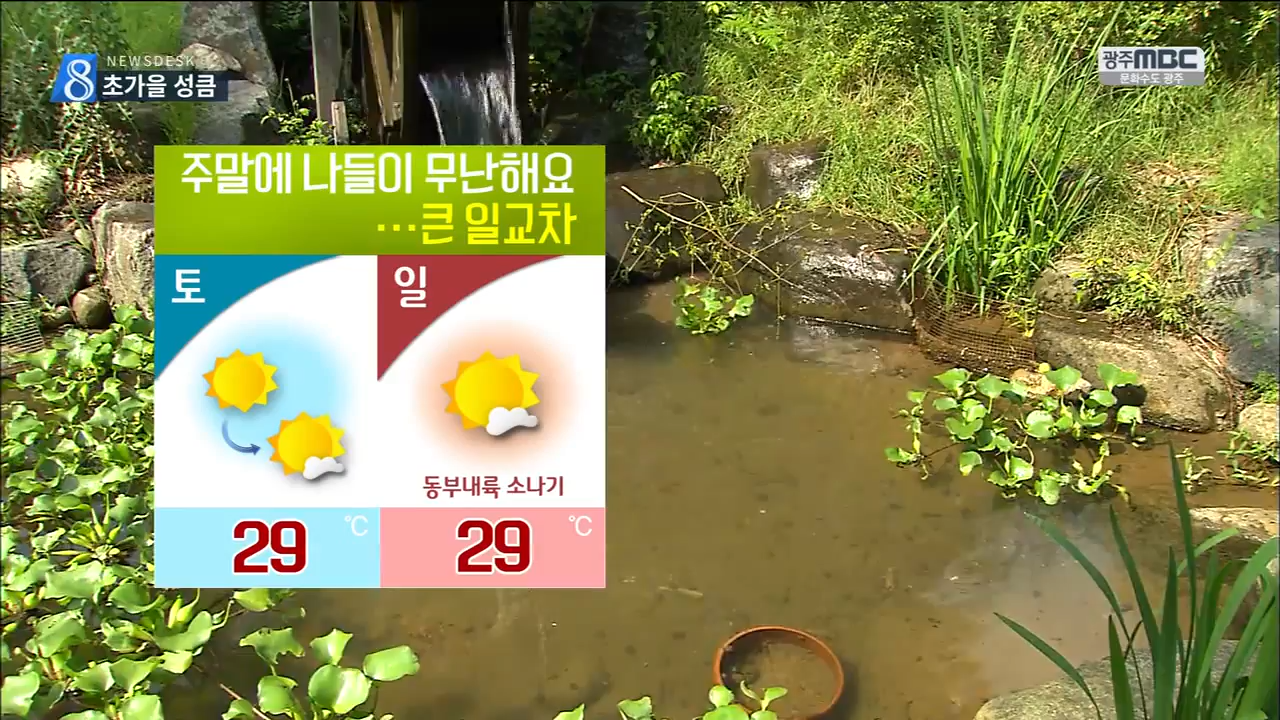 NEWSDESK
8 초가을 성큼
광주MBC
문화수도 광주
주말에 나들이 무난해요
…큰 일교차
토
일
동부내륙 소나기
29 ℃
29 ℃